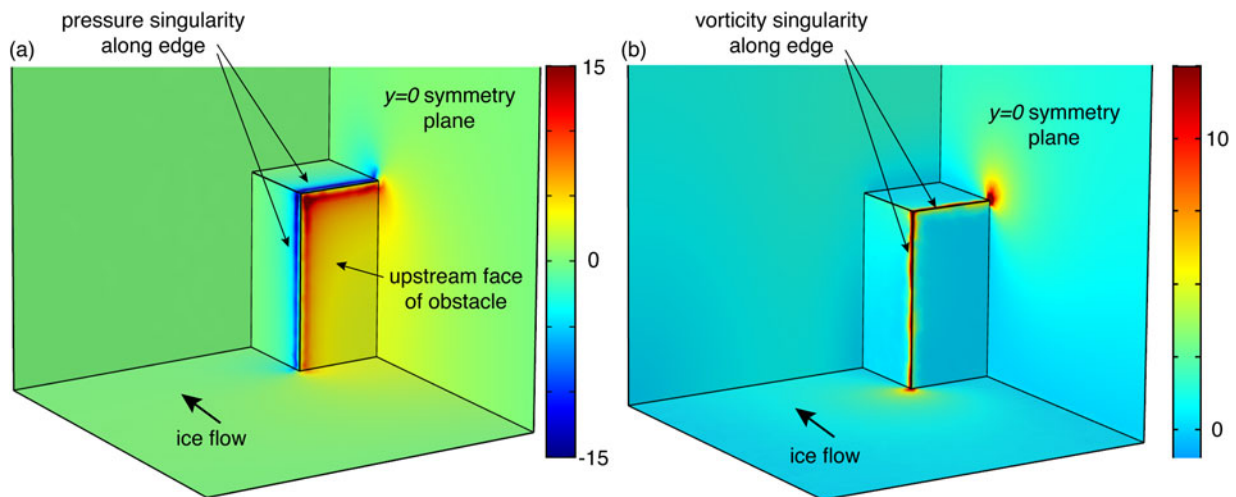 (a)
pressure singularity
along edge
y=0 symmetry
plane
upstream face
of obstacle
ice flow
15
0
-15
(b)
vorticity singularity
along edge
y=0 symmetry
plane
ice flow
10
0